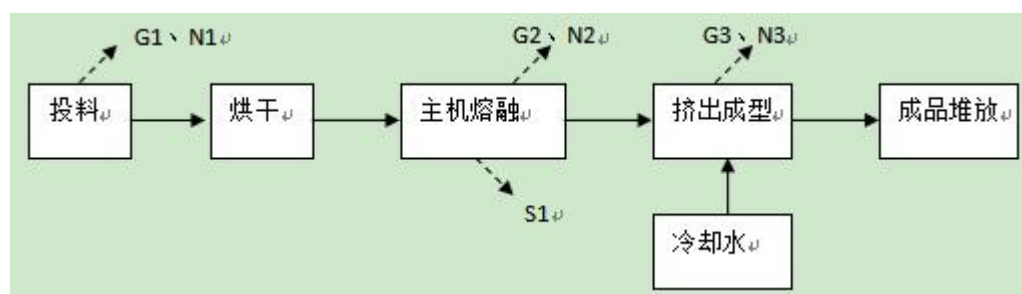 G1、N1
G2、N2
G3、N3
投料
烘干
主机熔融
挤出成型
成品堆放
S1
冷却水